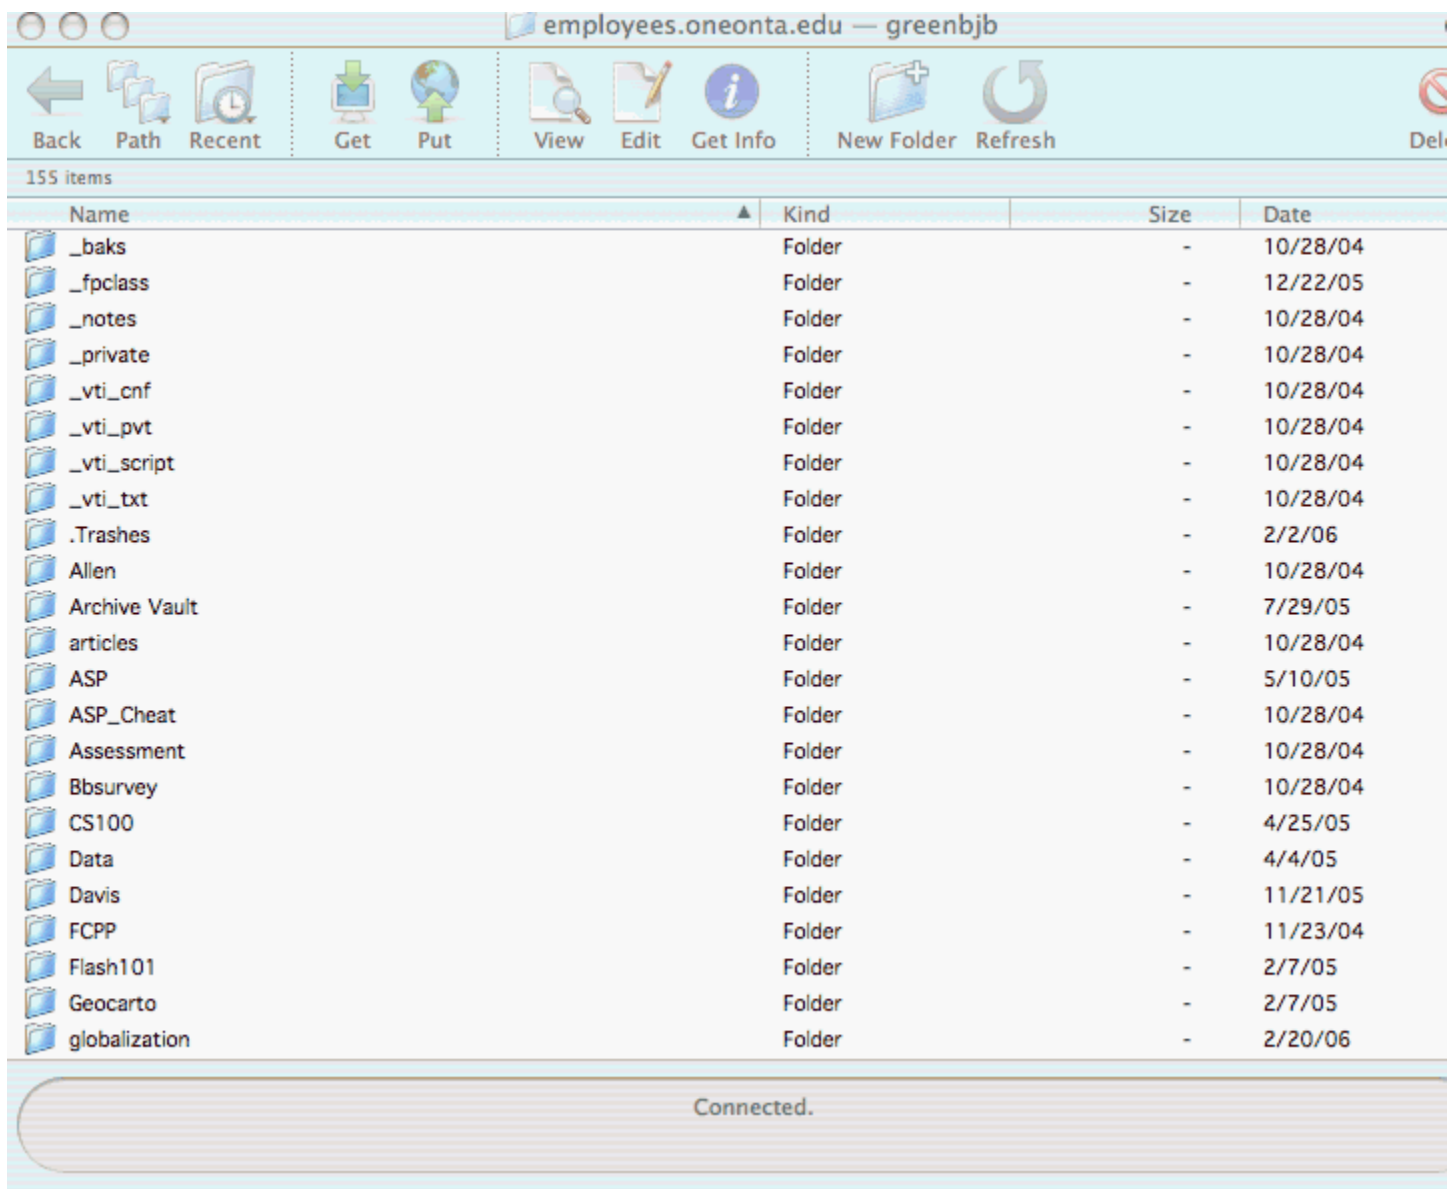 employees.oneonta.edu — greenbjb
Back Path Recent Get Put View Edit Get Info New Folder Refresh
155 items
Name Kind Size Date
_baks Folder - 10/28/04
_fpclass Folder - 12/22/05
_notes Folder - 10/28/04
_private Folder - 10/28/04
_vti_cnf Folder - 10/28/04
_vti_pvt Folder - 10/28/04
_vti_script Folder - 10/28/04
_vti_txt Folder - 10/28/04
.Trashes Folder - 2/2/06
Allen Folder - 10/28/04
Archive Vault Folder - 7/29/05
articles Folder - 10/28/04
ASP Folder - 5/10/05
ASP_Cheat Folder - 10/28/04
Assessment Folder - 10/28/04
Bbsurvey Folder - 10/28/04
CS100 Folder - 4/25/05
Data Folder - 4/4/05
Davis Folder - 11/21/05
FCPP Folder - 11/23/04
Flash101 Folder - 2/7/05
Geocarto Folder - 2/7/05
globalization Folder - 2/20/06
Connected.